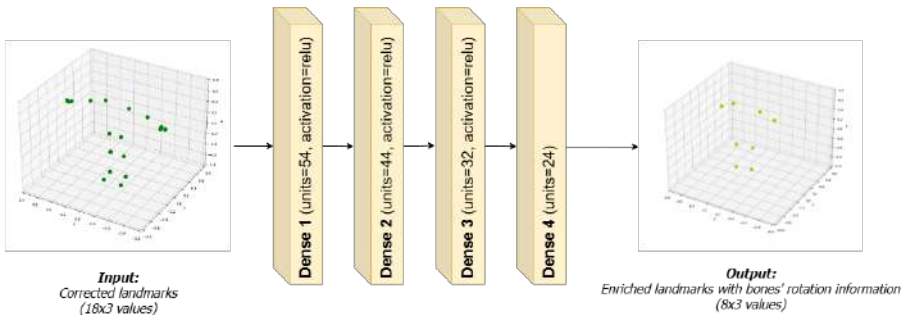 Dense 1 (units=54, activation=relu)
Dense 2 (units=44, activation=relu)
Dense 3 (units=32, activation=relu)
Dense 4 (units=24)
Input:
Corrected landmarks
(18x3 values)
Output:
Enriched landmarks with bones' rotation information
(8x3 values)